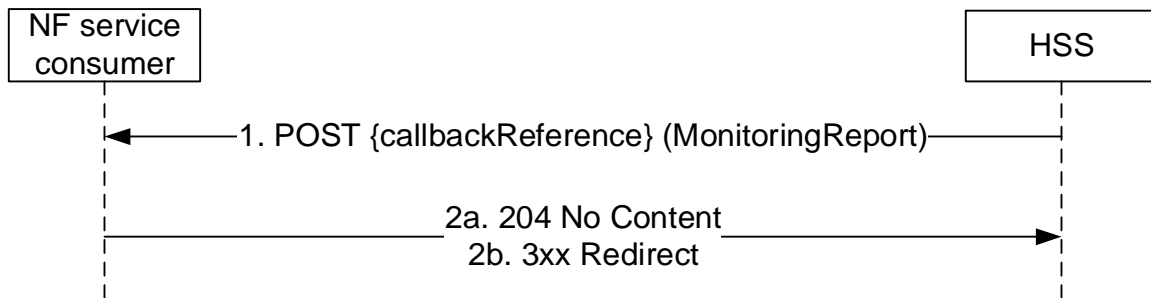 NF service
consumer
HSS
1. POST {callbackReference} (MonitoringReport)
2a. 204 No Content
2b. 3xx Redirect